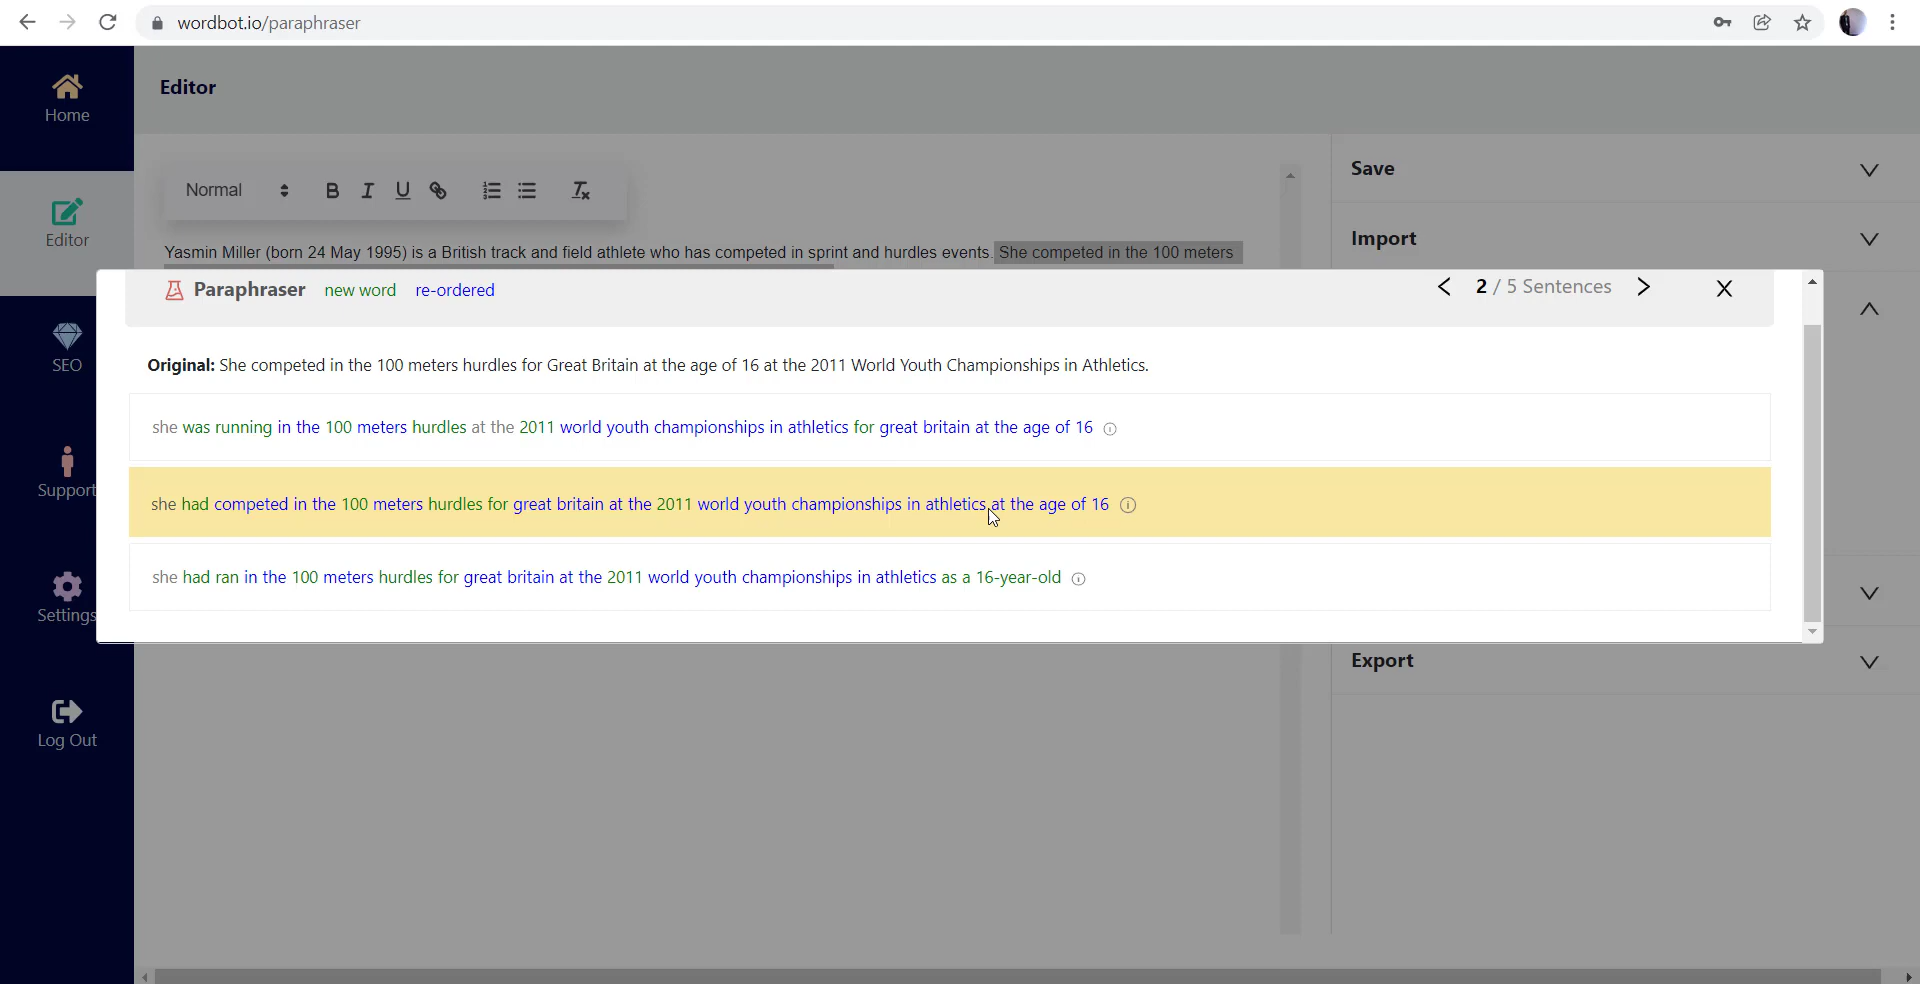 wordbot.io/paraphraser
Home
Editor
SEO
Support
Settings
Log Out
Editor
Normal
Yasmin Miller (born 24 May 1995) is a British track and field athlete who has competed in sprint and hurdles events. She competed in the 100 meters
Save
Import
Paraphraser new word re-ordered
2 / 5 Sentences X
Original: She competed in the 100 meters hurdles for Great Britain at the age of 16 at the 2011 World Youth Championships in Athletics.
she was running in the 100 meters hurdles at the 2011 world youth championships in athletics for great britain at the age of 16
she had competed in the 100 meters hurdles for great britain at the 2011 world youth championships in athletics at the age of 16
she had ran in the 100 meters hurdles for great britain at the 2011 world youth championships in athletics as a 16-year-old
Export